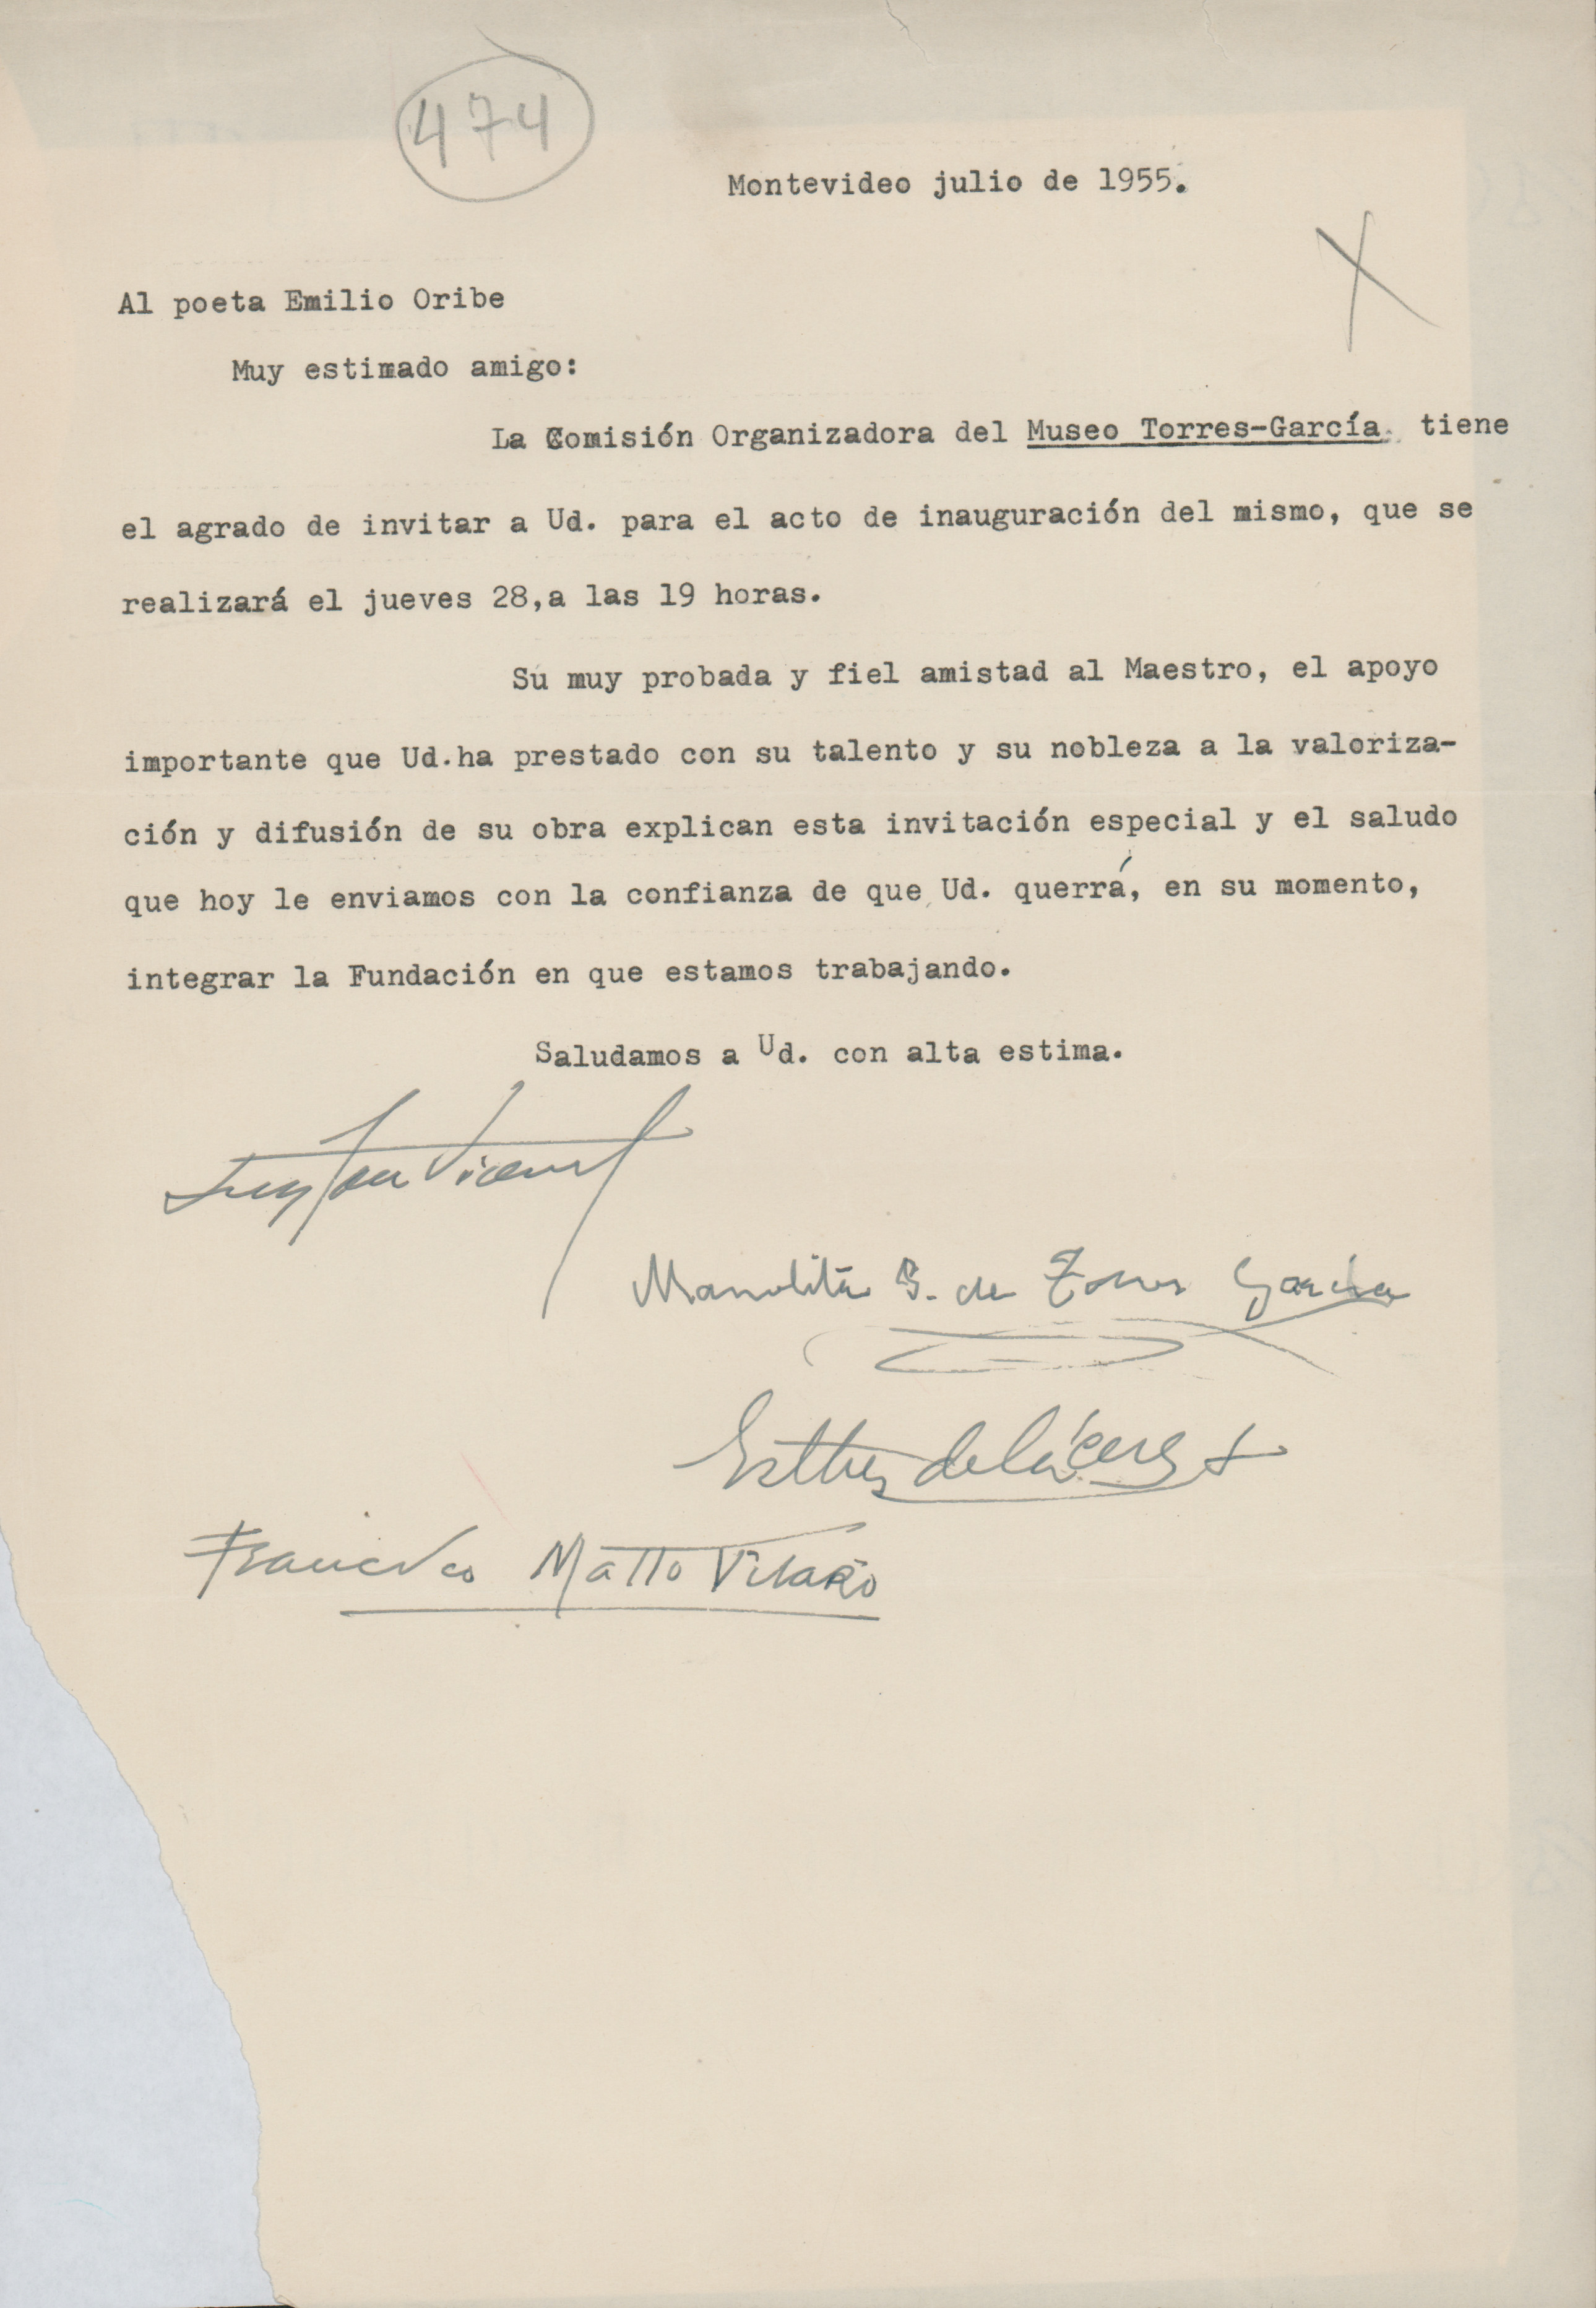 474
Montevideo julio de 1955.
X
Al poeta Emilio Oribe
Muy estimado amigo:
La Comisión Organizadora del Museo Torres-García tiene
el agrado de invitar a Ud. para el acto de inauguración del mismo, que se
realizará el jueves 28,a las 19 horas.
Su muy probada y fiel amistad al Maestro, el apoyo
importante que Ud.ha prestado con su talento y su nobleza a la valoriza-
ción y difusión de su obra explican esta invitación especial y el saludo
que hoy le enviamos con la confianza de que Ud. querrá, en su momento,
integrar la Fundación en que estamos trabajando.
Saludamos a Ud. con alta estima.
Manolita P. de Torres García
Esther de Cáceres
Francisco Matto Vilaró